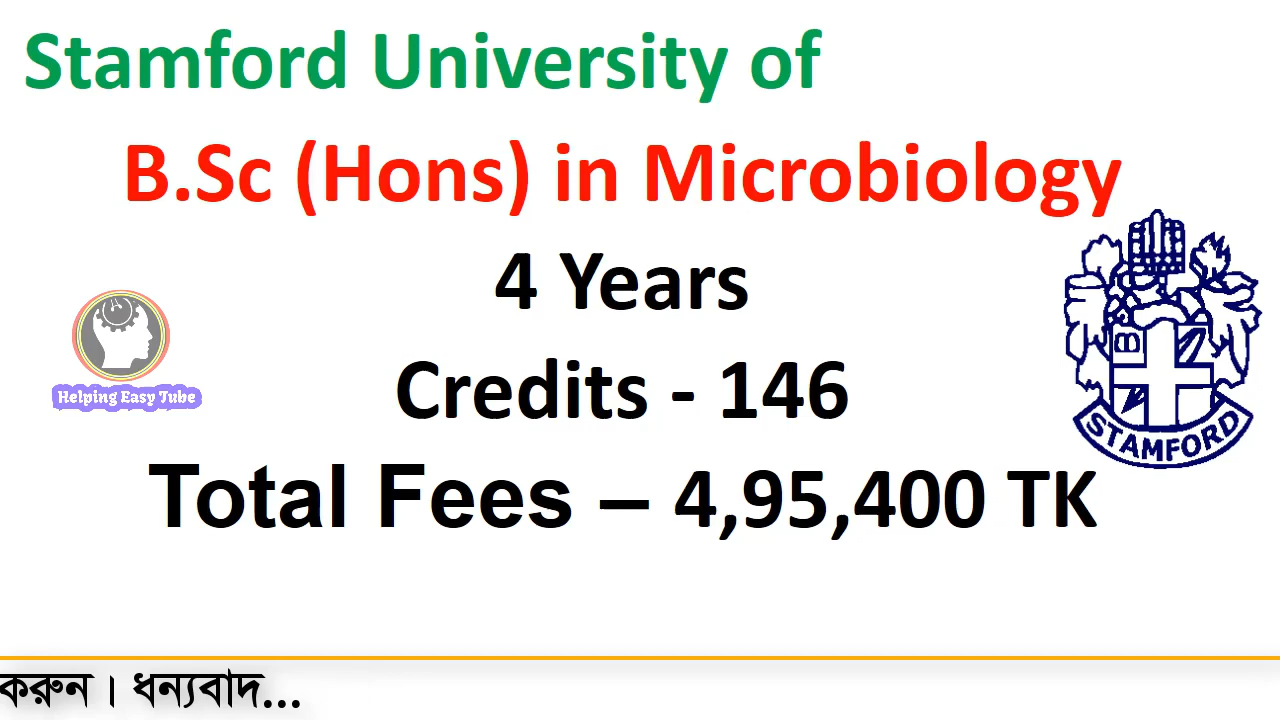 Stamford University of
B.Sc (Hons) in Microbiology
4 Years
Credits - 146
Total Fees – 4,95,400 TK
Helping Easy Tube
STAMFORD
করুন। ধন্যবাদ...